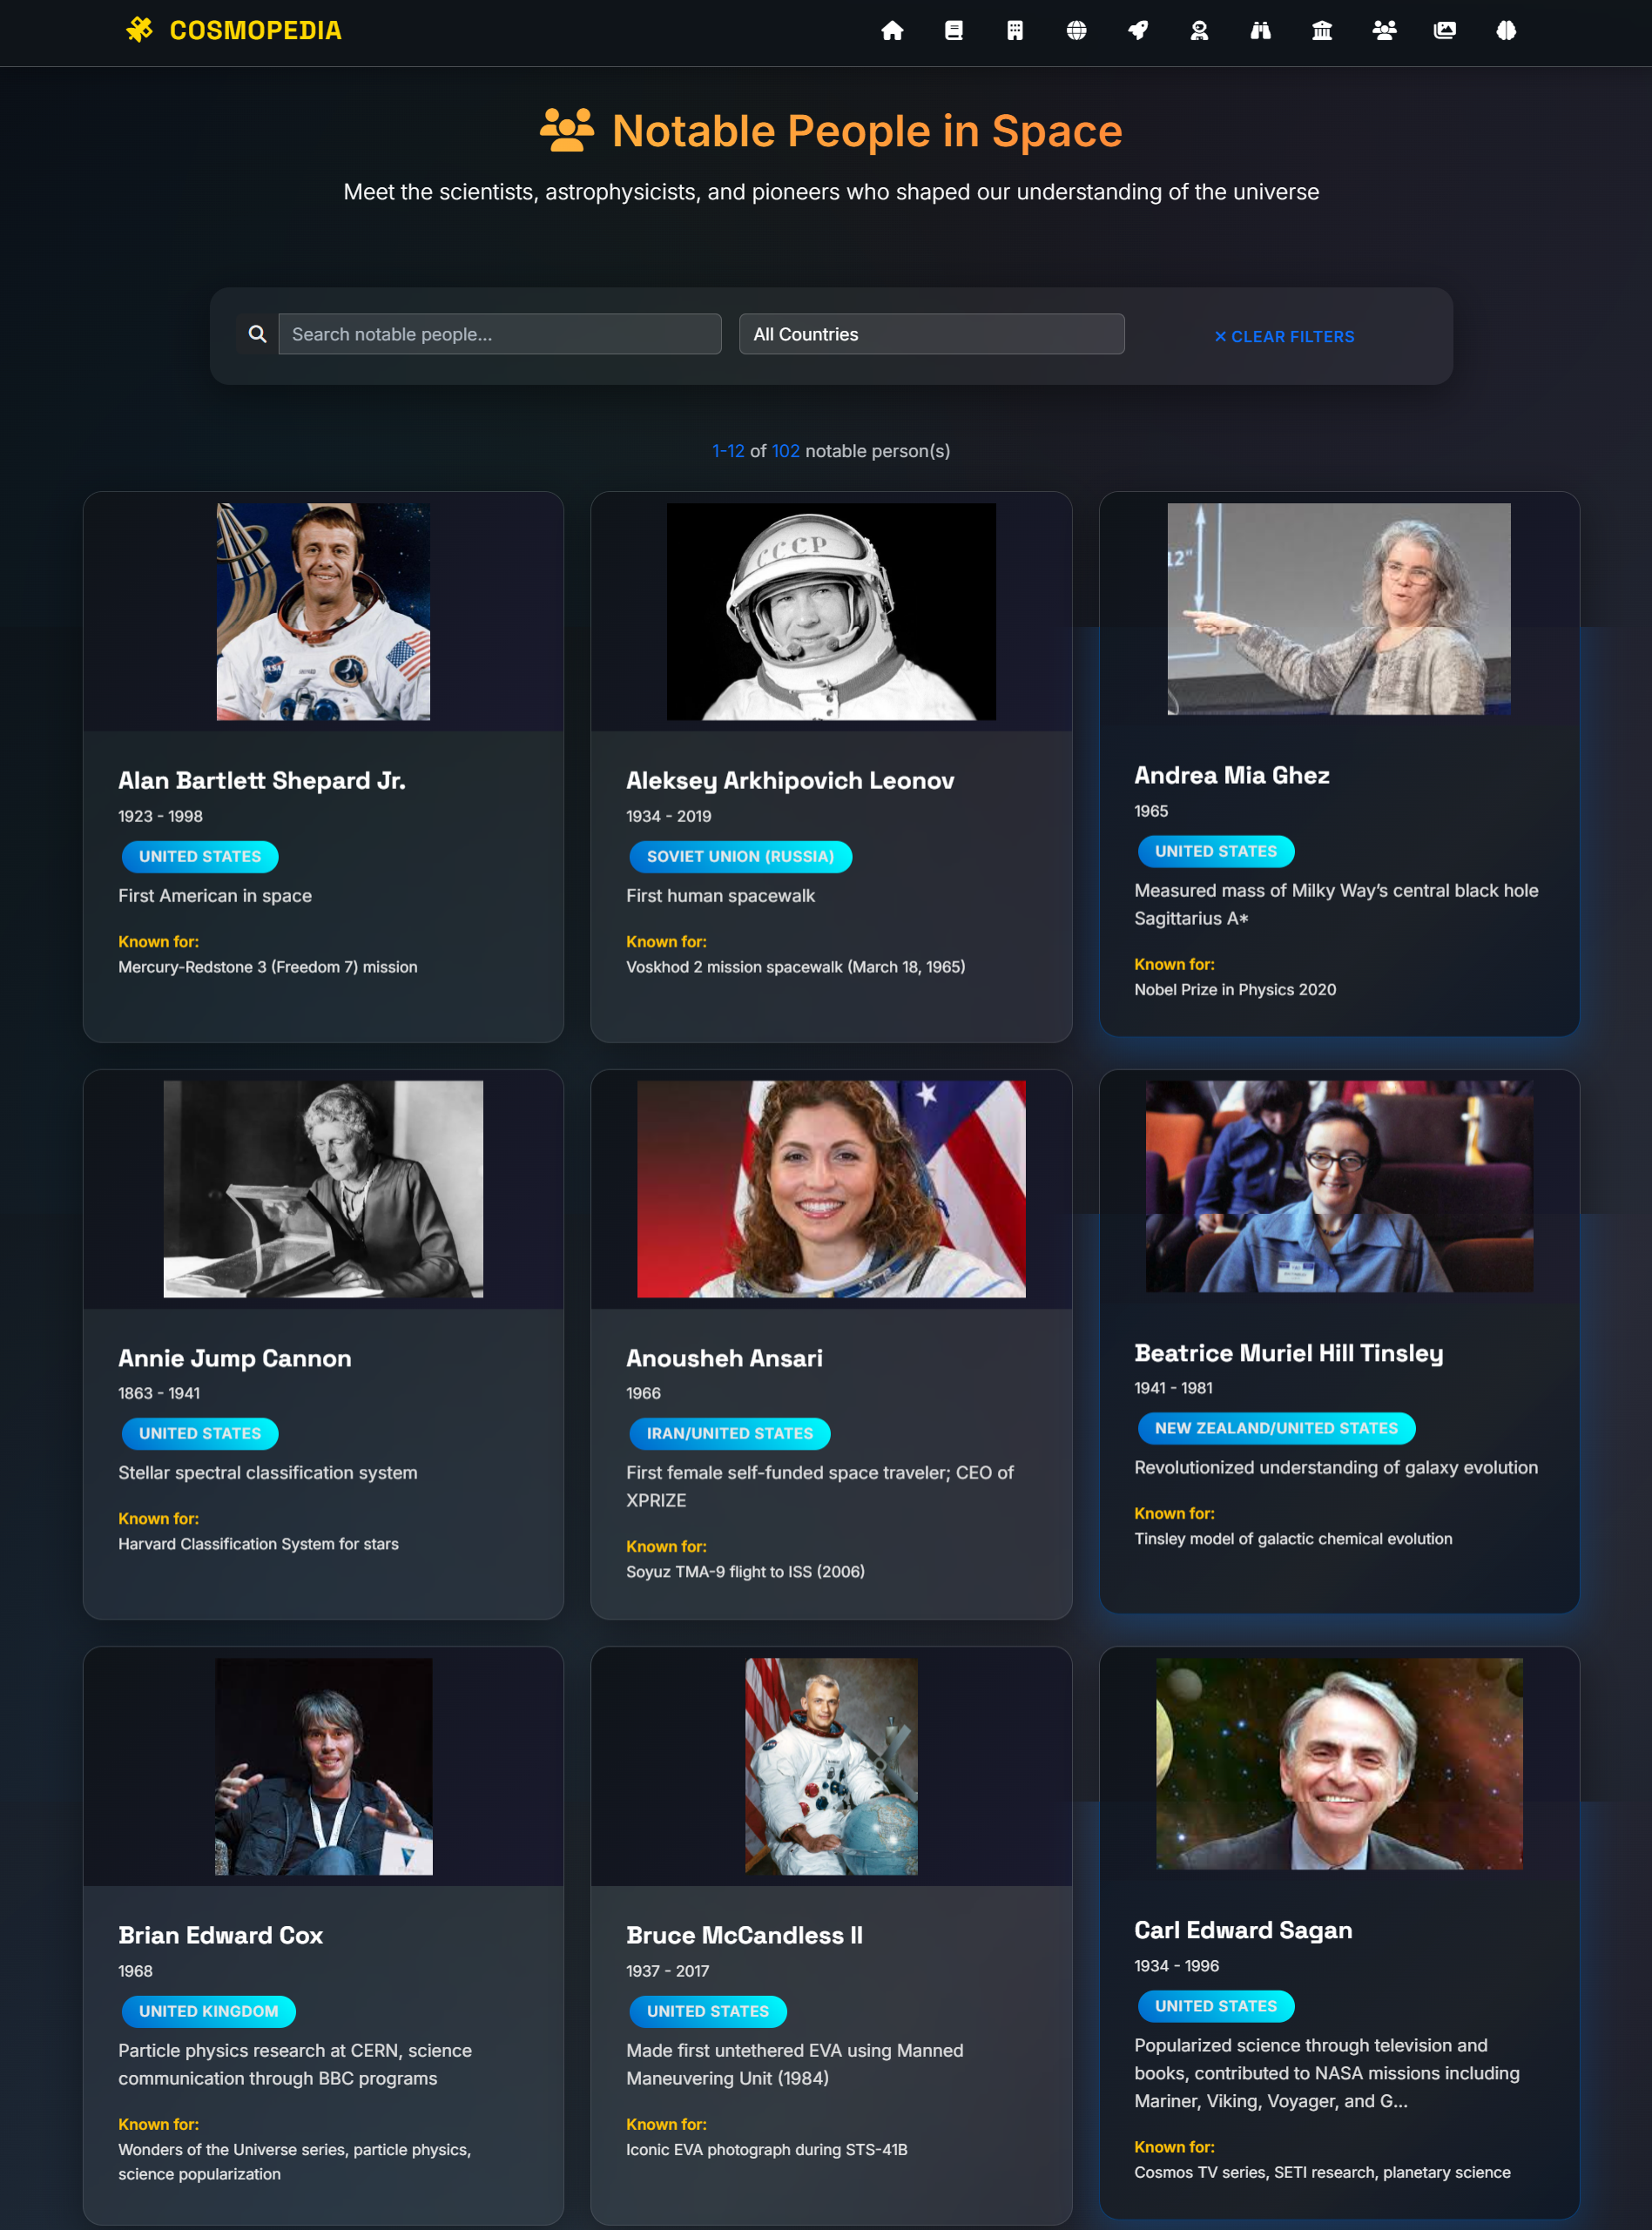 COSMOPEDIA
Notable People in Space
Meet the scientists, astrophysicists, and pioneers who shaped our understanding of the universe
Search notable people...
All Countries
✕ CLEAR FILTERS
1-12 of 102 notable person(s)
NASA
Alan Bartlett Shepard Jr.
1923 - 1998
UNITED STATES
First American in space
Known for:
Mercury-Redstone 3 (Freedom 7) mission
CCCP
Aleksey Arkhipovich Leonov
1934 - 2019
SOVIET UNION (RUSSIA)
First human spacewalk
Known for:
Voskhod 2 mission spacewalk (March 18, 1965)
12"
Andrea Mia Ghez
1965
UNITED STATES
Measured mass of Milky Way’s central black hole
Sagittarius A*
Known for:
Nobel Prize in Physics 2020
Annie Jump Cannon
1863 - 1941
UNITED STATES
Stellar spectral classification system
Known for:
Harvard Classification System for stars
Anousheh Ansari
1966
IRAN/UNITED STATES
First female self-funded space traveler; CEO of
XPRIZE
Known for:
Soyuz TMA-9 flight to ISS (2006)
Beatrice Muriel Hill Tinsley
1941 - 1981
NEW ZEALAND/UNITED STATES
Revolutionized understanding of galaxy evolution
Known for:
Tinsley model of galactic chemical evolution
Brian Edward Cox
1968
UNITED KINGDOM
Particle physics research at CERN, science
communication through BBC programs
Known for:
Wonders of the Universe series, particle physics,
science popularization
Bruce McCandless II
1937 - 2017
UNITED STATES
Made first untethered EVA using Manned
Maneuvering Unit (1984)
Known for:
Iconic EVA photograph during STS-41B
Carl Edward Sagan
1934 - 1996
UNITED STATES
Popularized science through television and
books, contributed to NASA missions including
Mariner, Viking, Voyager, and G...
Known for:
Cosmos TV series, SETI research, planetary science